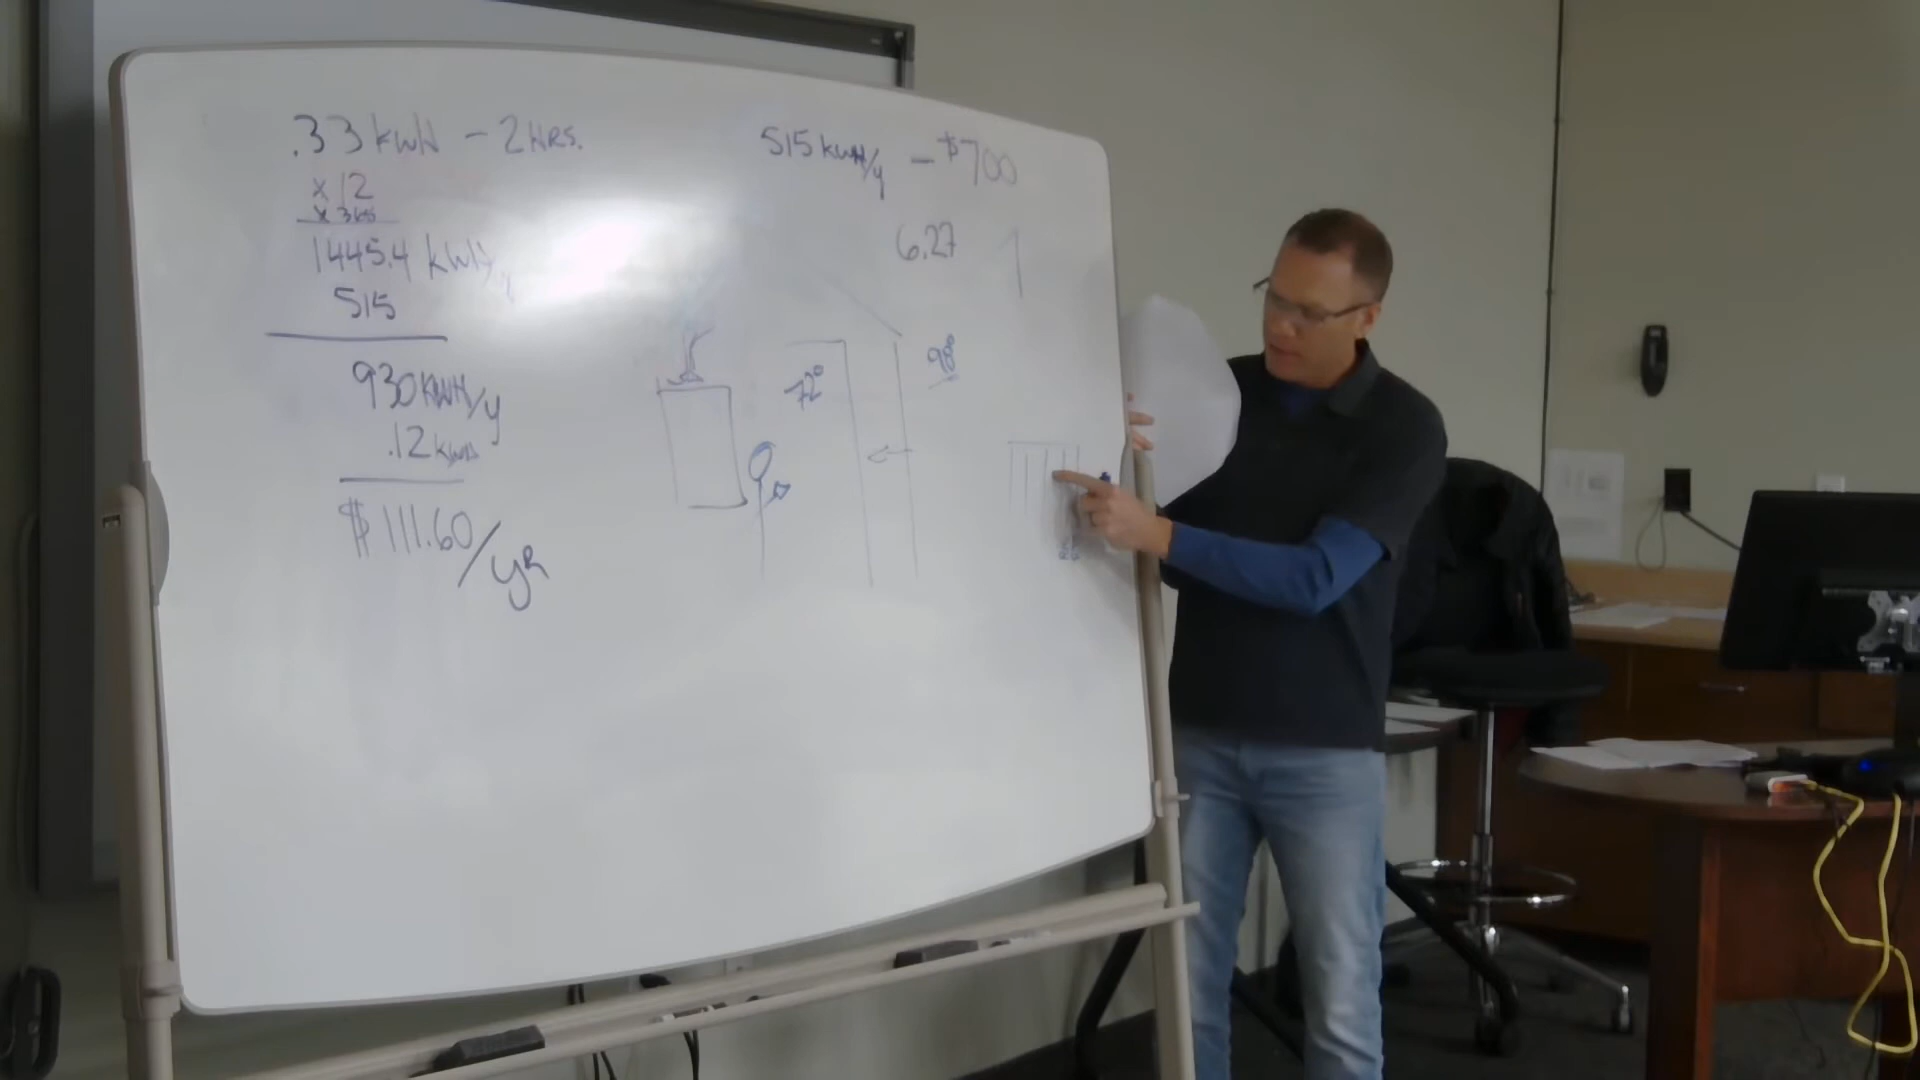 .33 kWH - 2 HRS.
x 12
x 365
1445.4 kWH/y
515
930 KWH/y
.12 kWH
$111.60/yR
515 kWH/y - $700
6.27
72°
98°